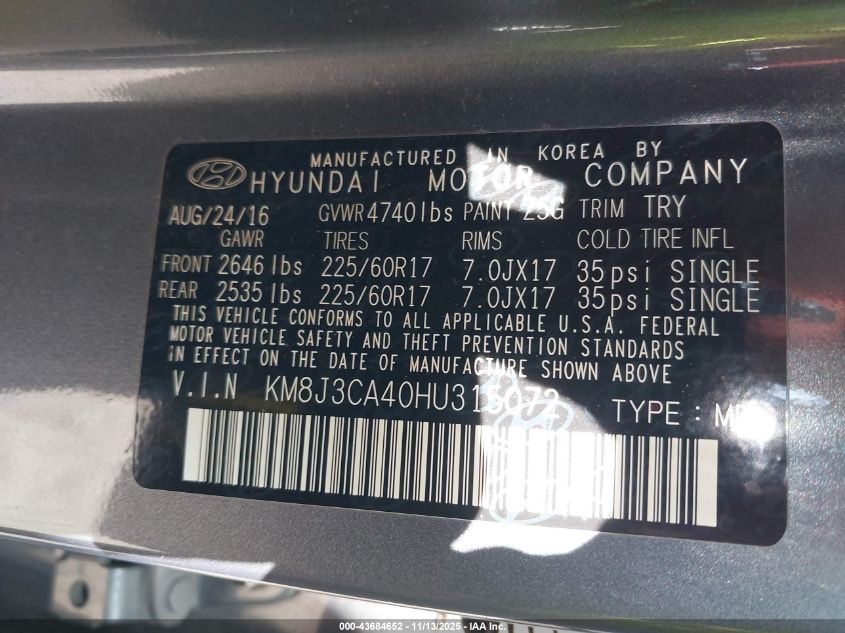 MANUFACTURED IN KOREA BY
HYUNDAI MOTOR COMPANY
AUG/24/16 GVWR 4740lbs PAINT Z5G TRIM TRY
GAWR TIRES RIMS COLD TIRE INFL
FRONT 2646 lbs 225/60R17 7.0JX17 35psi SINGLE
REAR 2535 lbs 225/60R17 7.0JX17 35psi SINGLE
THIS VEHICLE CONFORMS TO ALL APPLICABLE U.S.A. FEDERAL
MOTOR VEHICLE SAFETY AND THEFT PREVENTION STANDARDS
IN EFFECT ON THE DATE OF MANUFACTURE SHOWN ABOVE
V.I.N KM8J3CA40HU315072 TYPE :
000-43684652 - 11/13/2025 - IAA Inc.